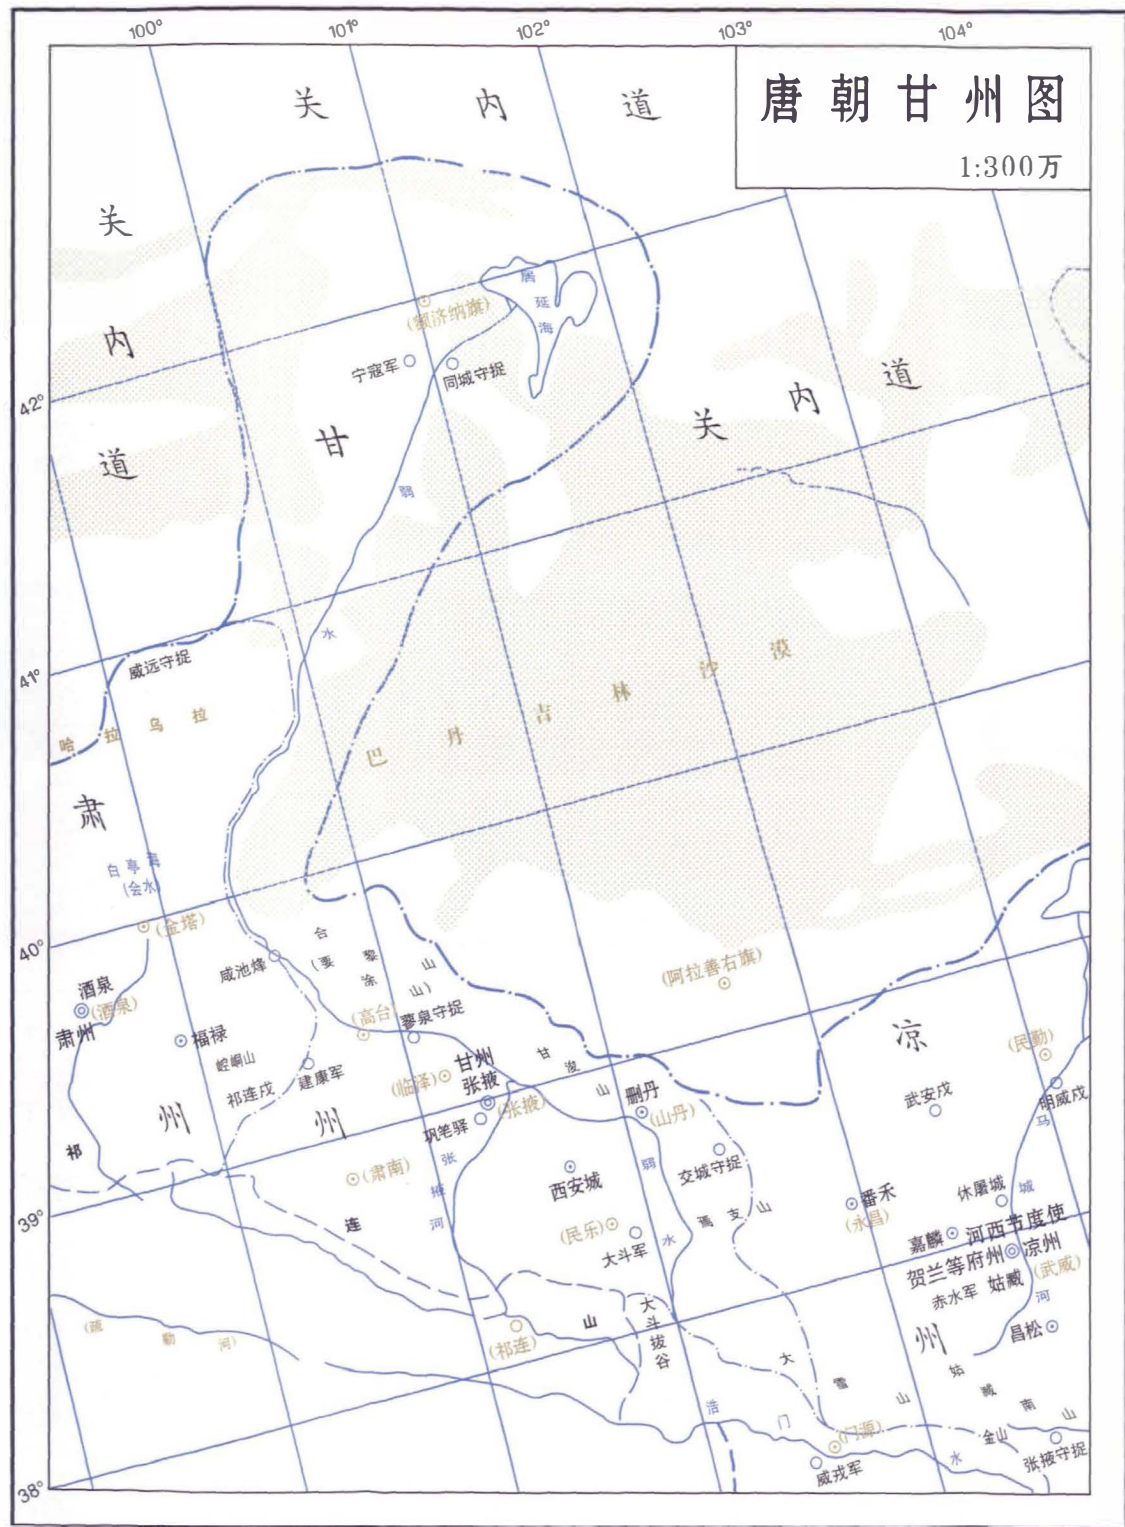 100°
101°
102°
103°
104°
唐朝甘州图
1:300万
关内道
关内道
关内道
居延海
(额济纳旗)
宁寇军
同城守捉
42°
甘
弱
水
41°
威远守捉
哈拉乌拉
巴丹吉林沙漠
肃
白亭海
(会水)
(金塔)
40°
咸池烽
合黎山
(要涂山)
(阿拉善右旗)
酒泉
(酒泉)
肃州
福禄
崆峒山
祁连戍
建康军
(高台)
蓼泉守捉
(临泽)
甘州
张掖
(张掖)
巩笔驿
甘浚山
删丹
(山丹)
凉
(民勤)
武安戍
明威戍
马
城
河
州
州
祁
连
山
(肃南)
张掖河
西安城
(民乐)
大斗军
弱
水
交城守捉
焉支山
番禾
(永昌)
休屠城
嘉麟
河西节度使
贺兰等府州
凉州
(武威)
赤水军
姑臧
39°
昌松
州
大斗拔谷
(祁连)
(疏勒河)
大雪山
姑臧南山
浩门水
(门源)
金山
威戎军
张掖守捉
38°